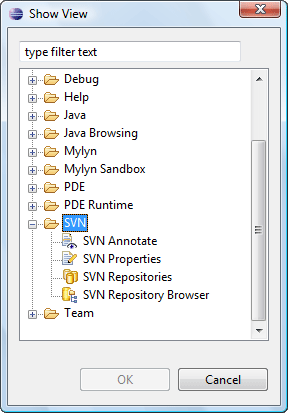 Show View
type filter text
Debug
Help
Java
Java Browsing
Mylyn
Mylyn Sandbox
PDE
PDE Runtime
SVN
SVN Annotate
SVN Properties
SVN Repositories
SVN Repository Browser
Team
OK
Cancel